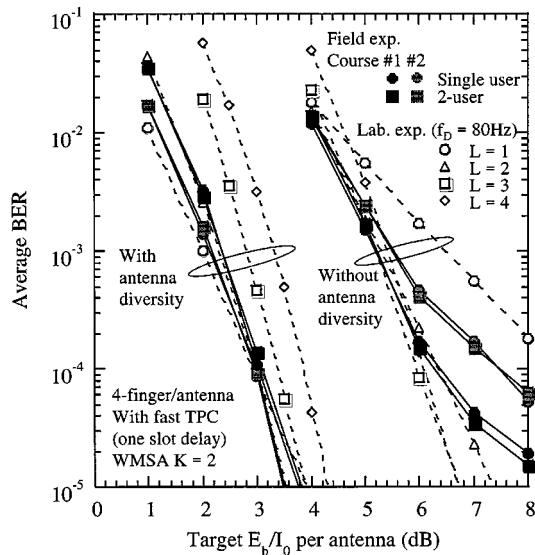 Field exp.
Course #1 #2
Single user
2-user
Lab. exp. (f_D = 80Hz)
L = 1
L = 2
L = 3
L = 4
With
antenna
diversity
Without
antenna
diversity
4-finger/antenna
With fast TPC
(one slot delay)
WMSA K = 2
Average BER
10^-1
10^-2
10^-3
10^-4
10^-5
0 1 2 3 4 5 6 7 8
Target E_b/I_0 per antenna (dB)